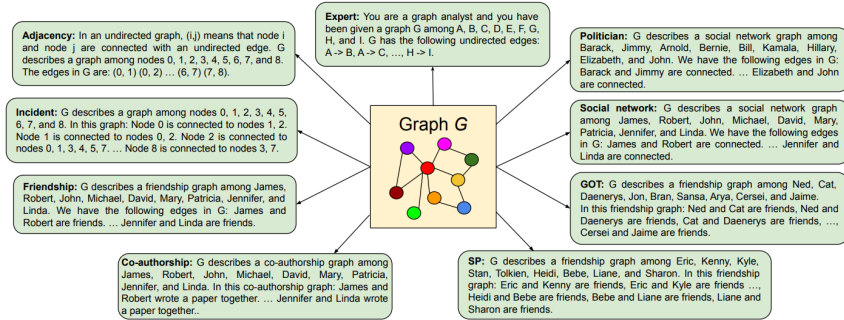 Adjacency: In an undirected graph, (i,j) means that node i
and node j are connected with an undirected edge. G
describes a graph among nodes 0, 1, 2, 3, 4, 5, 6, 7, and 8.
The edges in G are: (0, 1) (0, 2) … (6, 7) (7, 8).
Expert: You are a graph analyst and you have
been given a graph G among A, B, C, D, E, F, G,
H, and I. G has the following undirected edges:
A -> B, A -> C, …, H -> I.
Politician: G describes a social network graph among
Barack, Jimmy, Arnold, Bernie, Bill, Kamala, Hillary,
Elizabeth, and John. We have the following edges in G:
Barack and Jimmy are connected. … Elizabeth and John
are connected.
Incident: G describes a graph among nodes 0, 1, 2, 3, 4, 5,
6, 7, and 8. In this graph: Node 0 is connected to nodes 1, 2.
Node 1 is connected to nodes 0, 2. Node 2 is connected to
nodes 0, 1, 3, 4, 5, 7. … Node 8 is connected to nodes 3, 7.
Graph G
Social network: G describes a social network graph
among James, Robert, John, Michael, David, Mary,
Patricia, Jennifer, and Linda. We have the following
edges in G: James and Robert are connected. … Jennifer
and Linda are connected.
Friendship: G describes a friendship graph among James,
Robert, John, Michael, David, Mary, Patricia, Jennifer, and
Linda. We have the following edges in G: James and
Robert are friends. … Jennifer and Linda are friends.
GOT: G describes a friendship graph among Ned, Cat,
Daenerys, Jon, Bran, Sansa, Arya, Cersei, and Jaime.
In this friendship graph: Ned and Cat are friends, Ned and
Daenerys are friends, Cat and Daenerys are friends, …,
Cersei and Jaime are friends.
Co-authorship: G describes a co-authorship graph among
James, Robert, John, Michael, David, Mary, Patricia,
Jennifer, and Linda. In this co-authorship graph: James and
Robert wrote a paper together. … Jennifer and Linda wrote
a paper together..
SP: G describes a friendship graph among Eric, Kenny, Kyle,
Stan, Tolkien, Heidi, Bebe, Liane, and Sharon. In this friendship
graph: Eric and Kenny are friends, Eric and Kyle are friends …,
Heidi and Bebe are friends, Bebe and Liane are friends, Liane and
Sharon are friends.